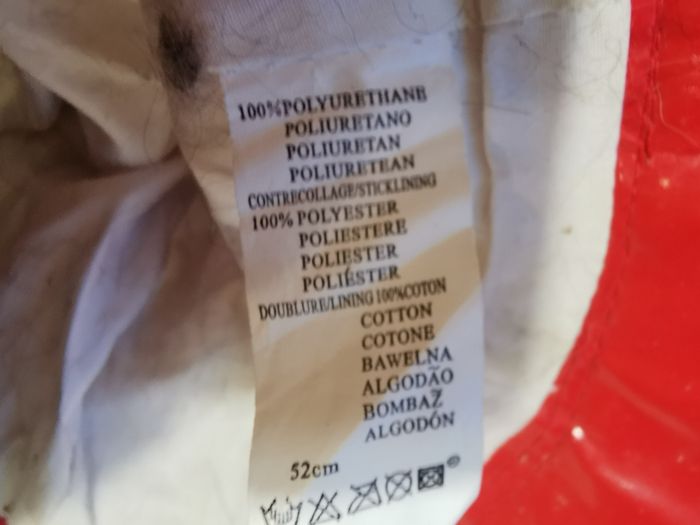 100%POLYURETHANE
POLIURETANO
POLIURETAN
POLIURETEAN
CONTRECOLLAGE/STICKLINING
100% POLYESTER
POLIESTERE
POLIESTER
POLIÉSTER
DOUBLURE/LINING 100%COTON
COTTON
COTONE
BAWELNA
ALGODÃO
BOMBAŽ
ALGODÓN
52cm